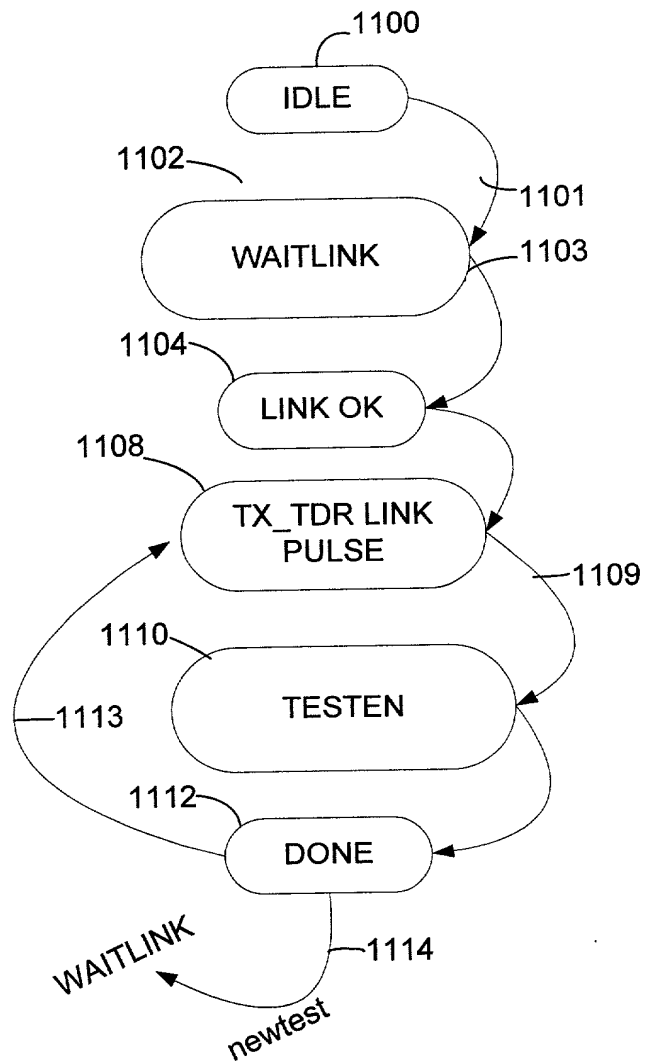 1100
IDLE
1102
1101
WAITLINK
1103
1104
LINK OK
1108
TX_TDR LINK
PULSE
1109
1110
TESTEN
1113
1112
DONE
WAITLINK
1114
newtest